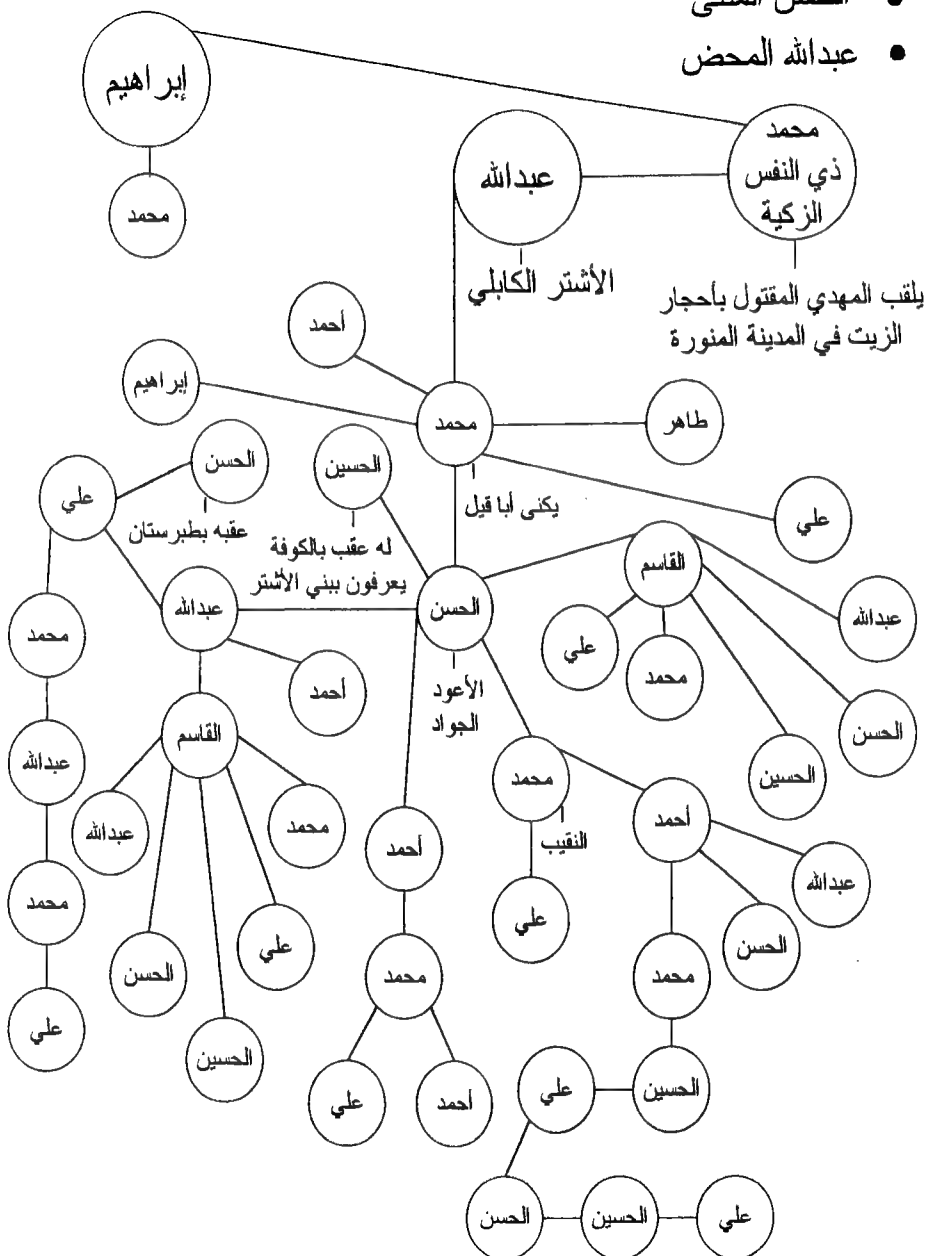 • عبدالله المحض
إبراهيم
محمد
ذي النفس
الزكية
عبدالله
محمد
الأشتر الكابلي
يلقب المهدي المقتول بأحجار
الزيت في المدينة المنورة
أحمد
إبراهيم
محمد
طاهر
يكنى أبا قيل
علي
الحسن
الحسين
علي
عقبه بطبرستان
له عقب بالكوفة
يعرفون ببني الأشتر
القاسم
عبدالله
الحسن
عبدالله
محمد
علي
محمد
أحمد
الأعود
الجواد
الحسن
القاسم
عبدالله
محمد
الحسين
النقيب
أحمد
عبدالله
محمد
أحمد
عبدالله
محمد
علي
علي
الحسن
الحسن
محمد
محمد
علي
الحسين
علي
أحمد
علي
الحسين
الحسن
الحسين
علي